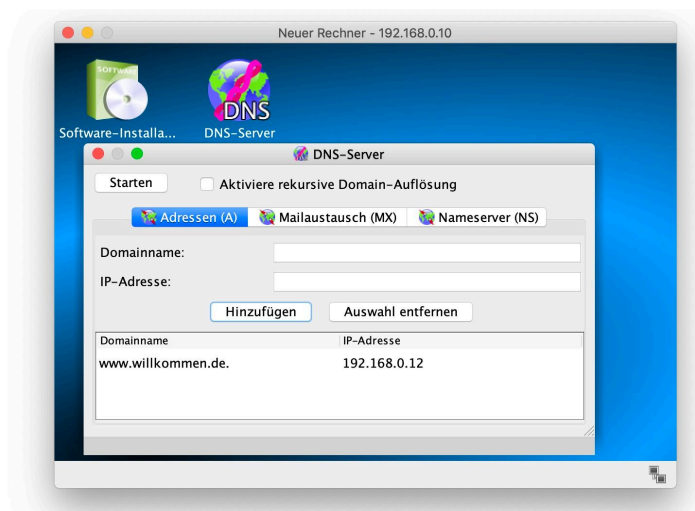 Neuer Rechner - 192.168.0.10
SOFTWARE
DNS
Software-Installa...
DNS-Server
DNS-Server
Starten
Aktiviere rekursive Domain-Auflösung
Adressen (A)
Mailaustausch (MX)
Nameserver (NS)
Domainname:
IP-Adresse:
Hinzufügen
Auswahl entfernen
Domainname
IP-Adresse
www.willkommen.de.
192.168.0.12